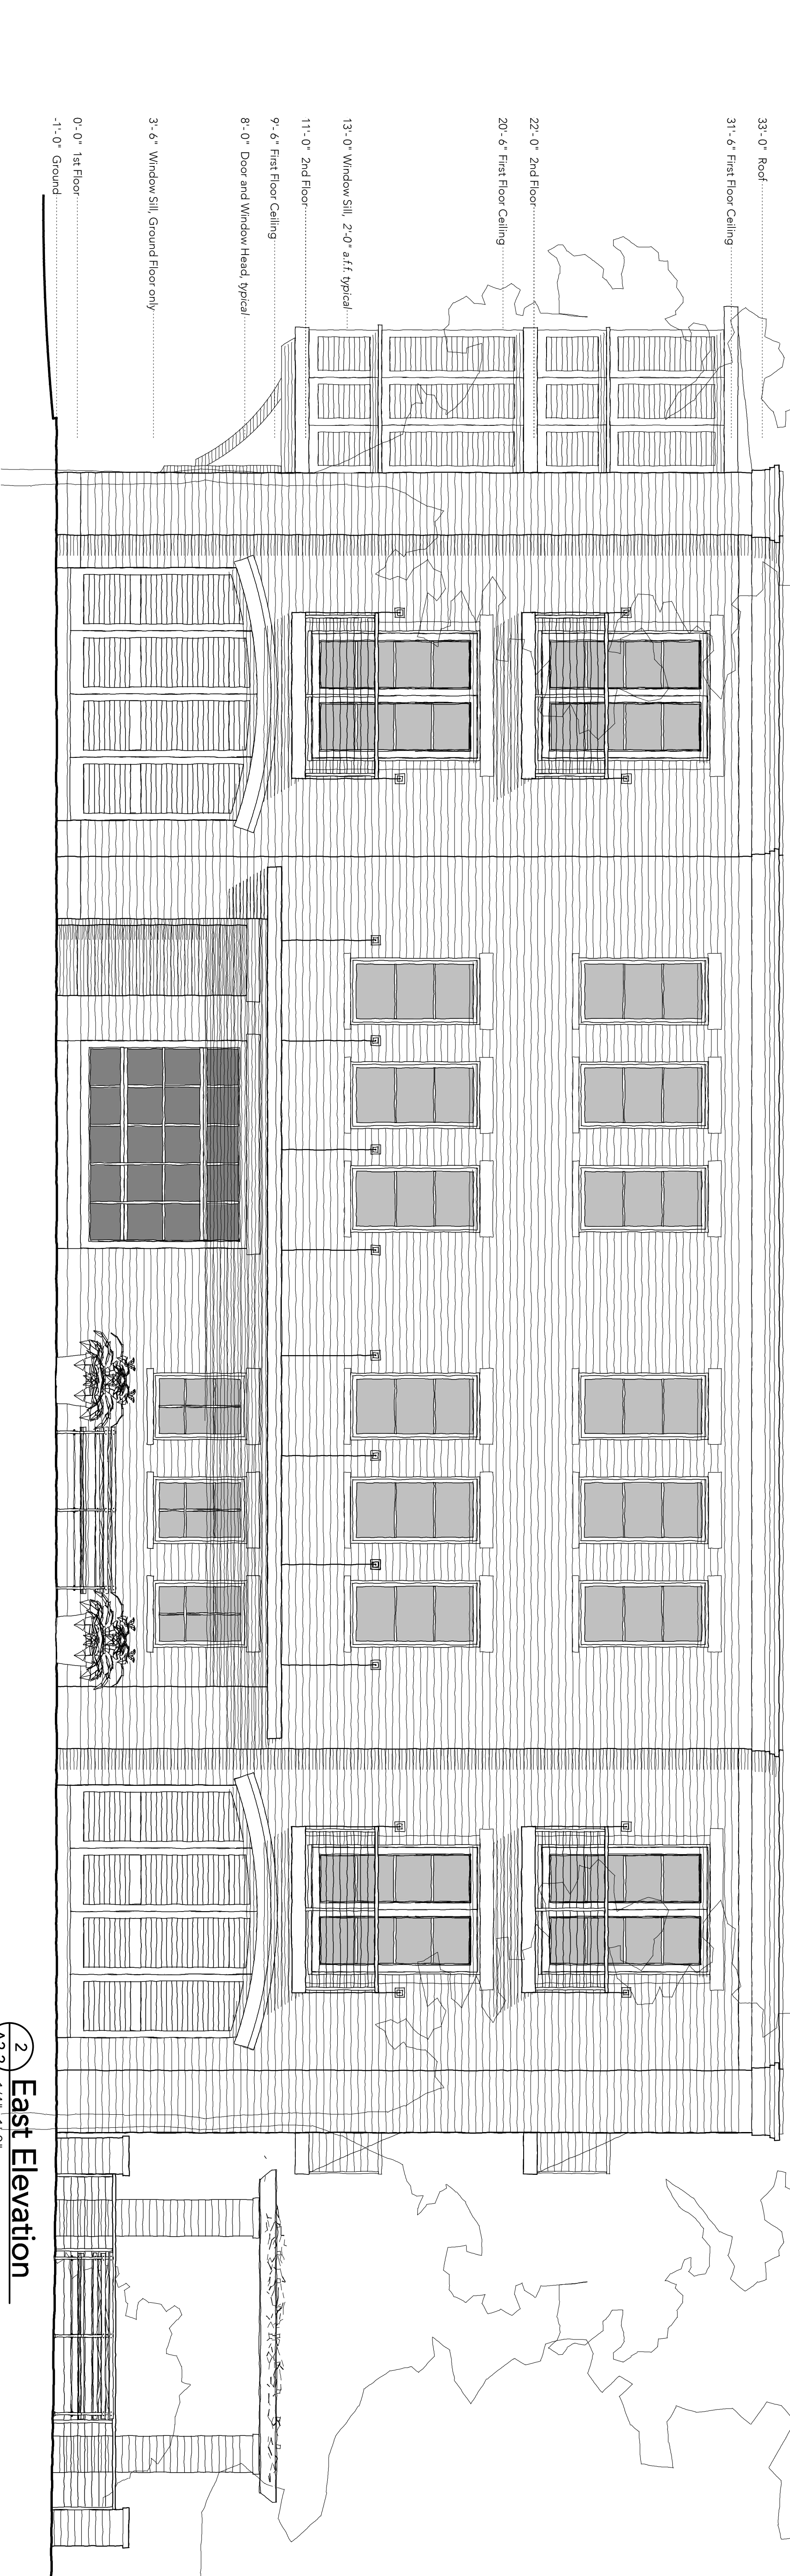 33'- 0" Roof
31'- 6" First Floor Ceiling
22'- 0" 2nd Floor
20'- 6" First Floor Ceiling
13'- 0" Window Sill, 2'-0" a.f.f. typical
11'- 0" 2nd Floor
9'- 6" First Floor Ceiling
8'- 0" Door and Window Head, typical
3'- 6" Window Sill, Ground Floor only
0'- 0" 1st Floor
-1'- 0" Ground
2
East Elevation